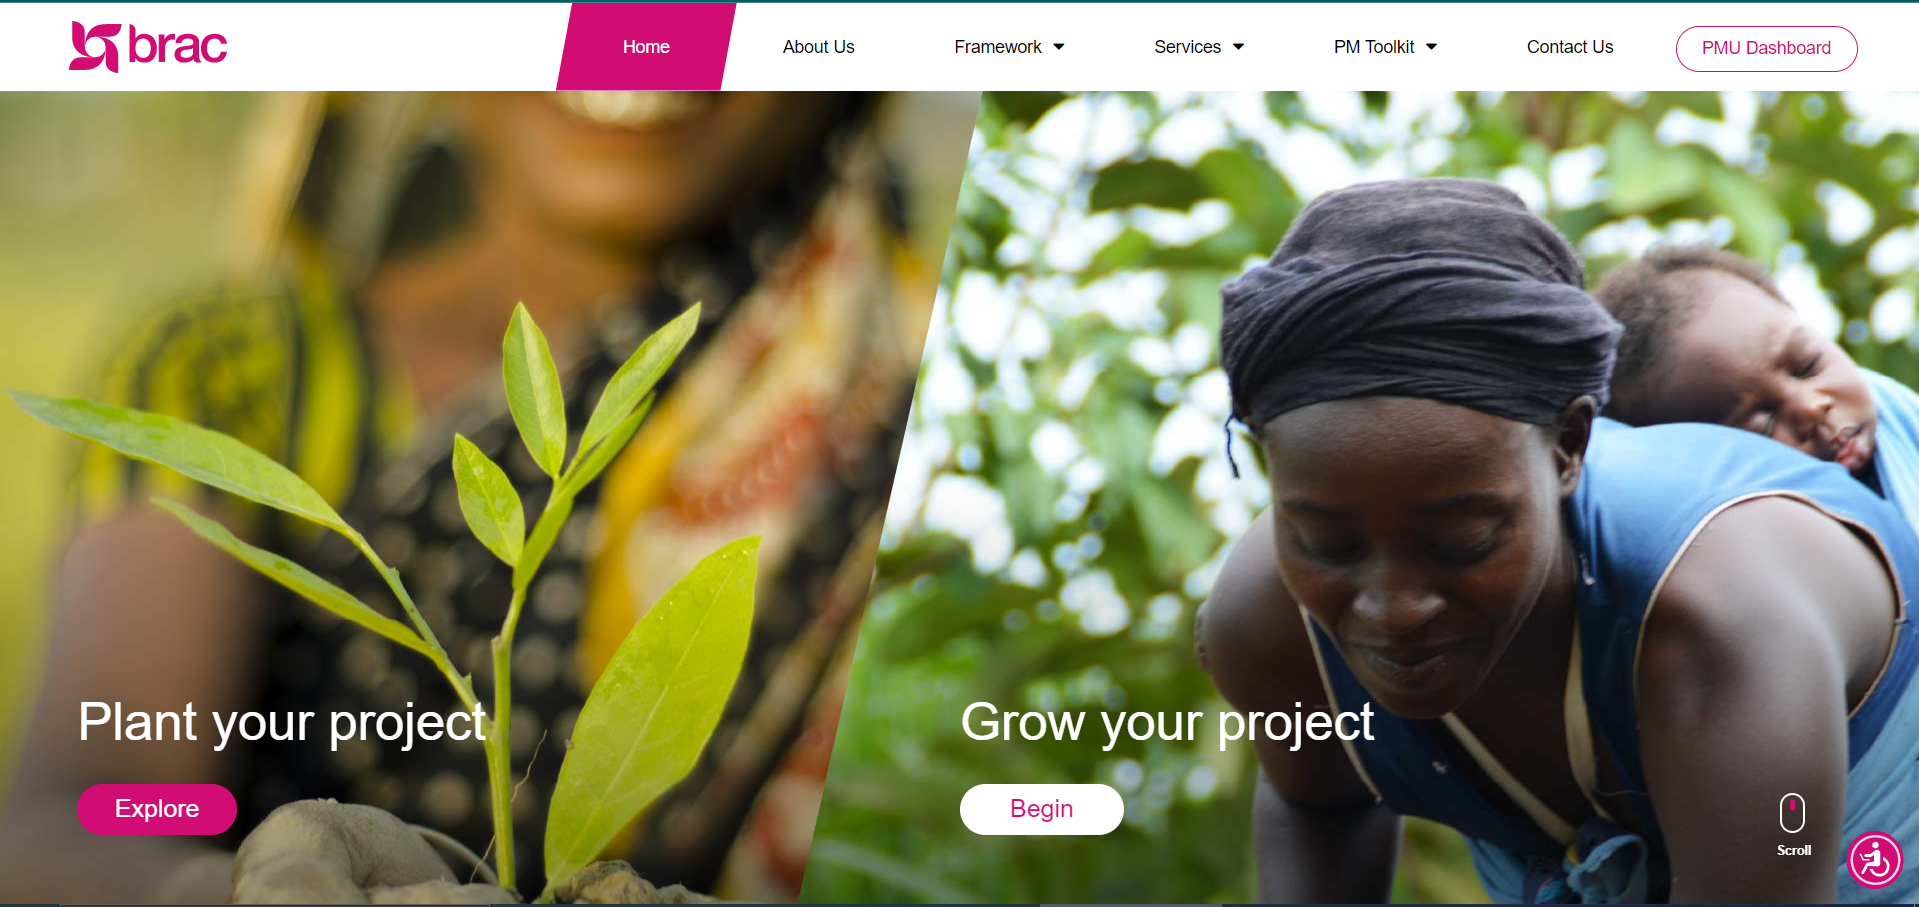 brac
Home
About Us
Framework
Services
PM Toolkit
Contact Us
PMU Dashboard
Plant your project
Grow your project
Explore
Begin
Scroll